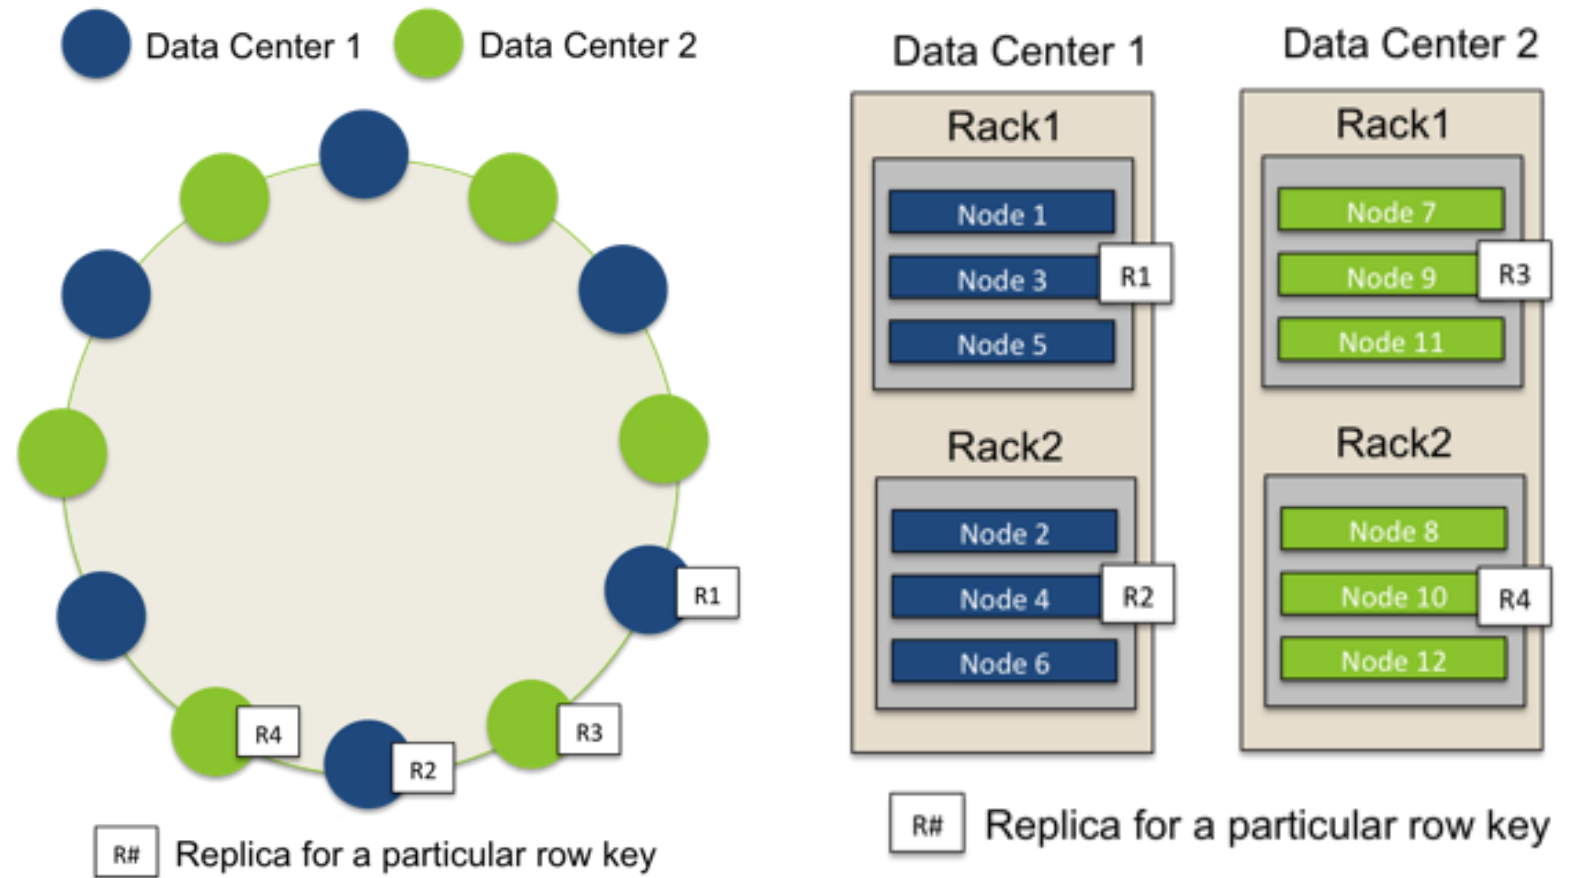 Data Center 1
Data Center 2
R1
R3
R2
R4
R# Replica for a particular row key
Data Center 1
Rack1
Node 1
Node 3
R1
Node 5
Rack2
Node 2
Node 4
R2
Node 6
Data Center 2
Rack1
Node 7
Node 9
R3
Node 11
Rack2
Node 8
Node 10
R4
Node 12
R# Replica for a particular row key